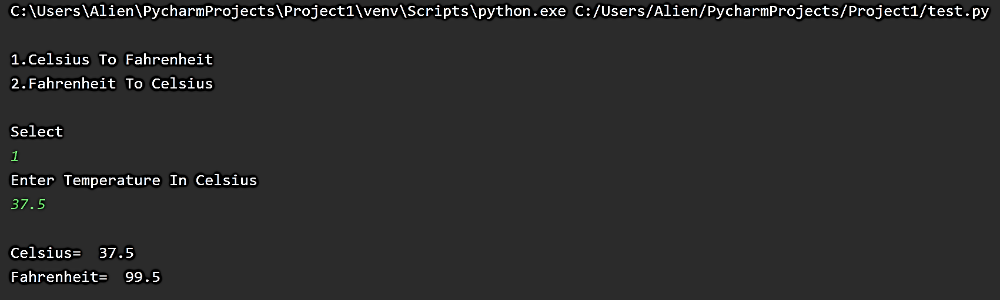 C:\Users\Alien\PycharmProjects\Project1\venv\Scripts\python.exe C:/Users/Alien/PycharmProjects/Project1/test.py
1.Celsius To Fahrenheit
2.Fahrenheit To Celsius
Select
1
Enter Temperature In Celsius
37.5
Celsius=  37.5
Fahrenheit=  99.5